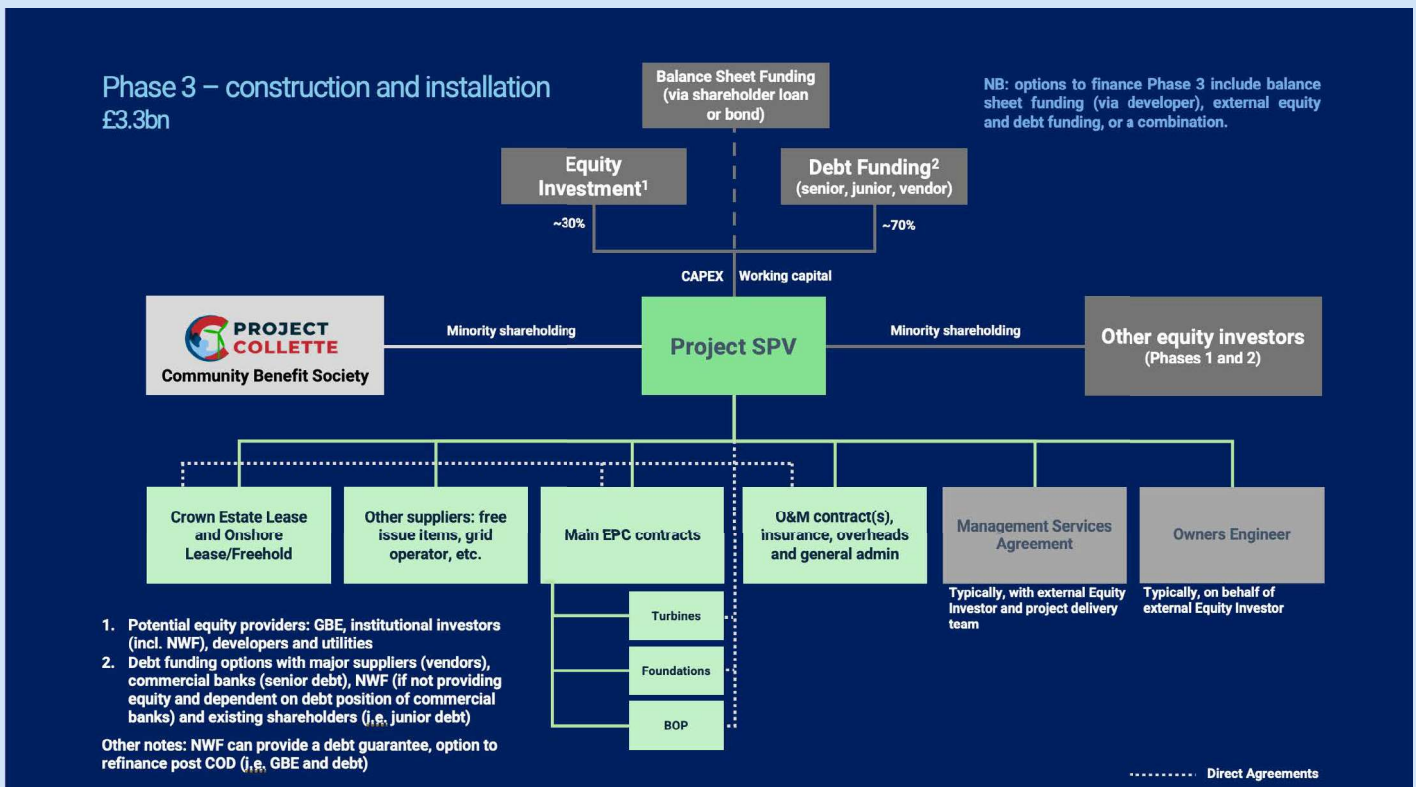 Phase 3 – construction and installation
£3.3bn
Balance Sheet Funding
(via shareholder loan
or bond)
NB: options to finance Phase 3 include balance
sheet funding (via developer), external equity
and debt funding, or a combination.
Equity
Investment¹
Debt Funding²
(senior, junior, vendor)
~30%
~70%
CAPEX
Working capital
PROJECT
COLLETTE
Community Benefit Society
Minority shareholding
Project SPV
Minority shareholding
Other equity investors
(Phases 1 and 2)
Crown Estate Lease
and Onshore
Lease/Freehold
Other suppliers: free
issue items, grid
operator, etc.
Main EPC contracts
O&M contract(s),
insurance, overheads
and general admin
Management Services
Agreement
Owners Engineer
Typically, with external Equity
Investor and project delivery
team
Typically, on behalf of
external Equity Investor
Turbines
Foundations
BOP
1. Potential equity providers: GBE, institutional investors
(incl. NWF), developers and utilities
2. Debt funding options with major suppliers (vendors),
commercial banks (senior debt), NWF (if not providing
equity and dependent on debt position of commercial
banks) and existing shareholders (i.e. junior debt)
Other notes: NWF can provide a debt guarantee, option to
refinance post COD (i.e. GBE and debt)
Direct Agreements